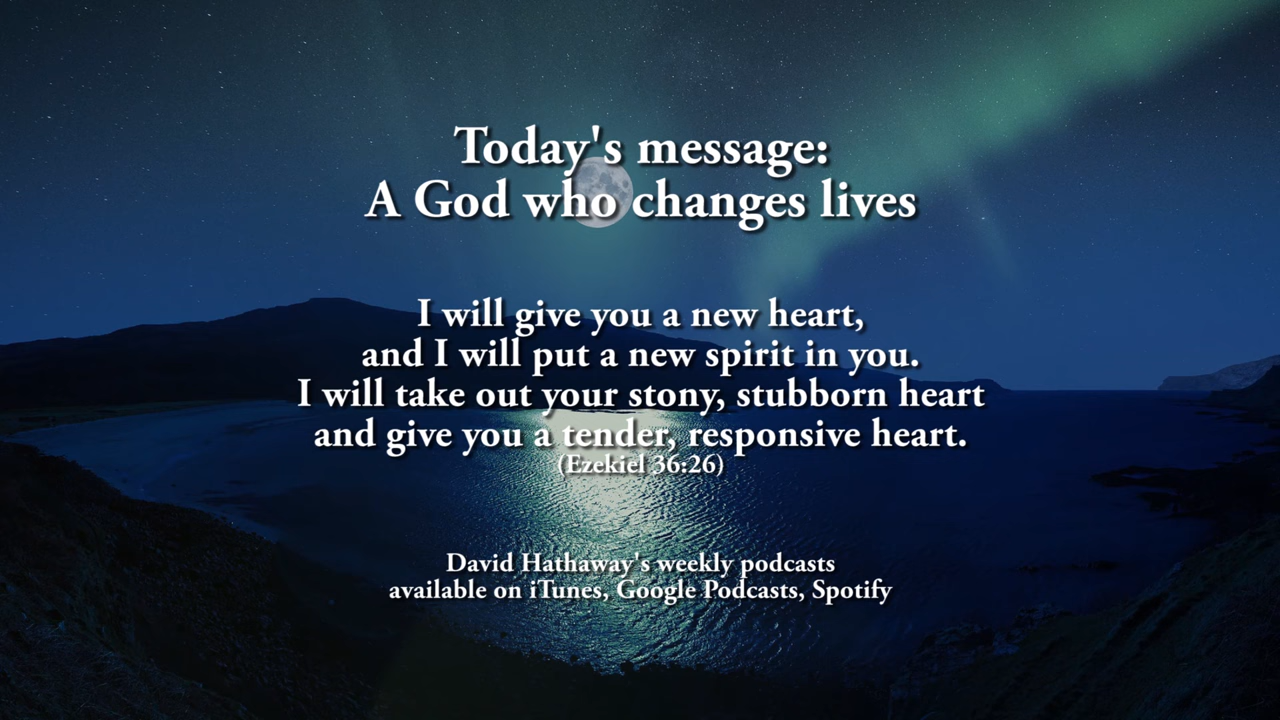 Today's message:
A God who changes lives
I will give you a new heart,
and I will put a new spirit in you.
I will take out your stony, stubborn heart
and give you a tender, responsive heart.
(Ezekiel 36:26)
David Hathaway's weekly podcasts
available on iTunes, Google Podcasts, Spotify